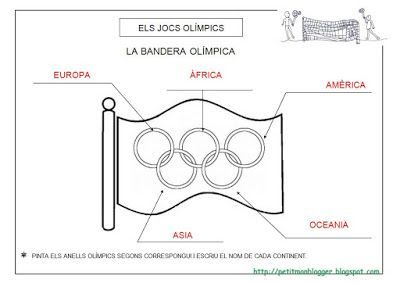 ELS JOCS OLÍMPICS
LA BANDERA OLÍMPICA
EUROPA
ÀFRICA
AMÈRICA
ASIA
OCEANIA
* PINTA ELS ANELLS OLÍMPICS SEGONS CORRESPONGUI I ESCRIU EL NOM DE CADA CONTINENT.
http://petitmonblogger.blogspot.com